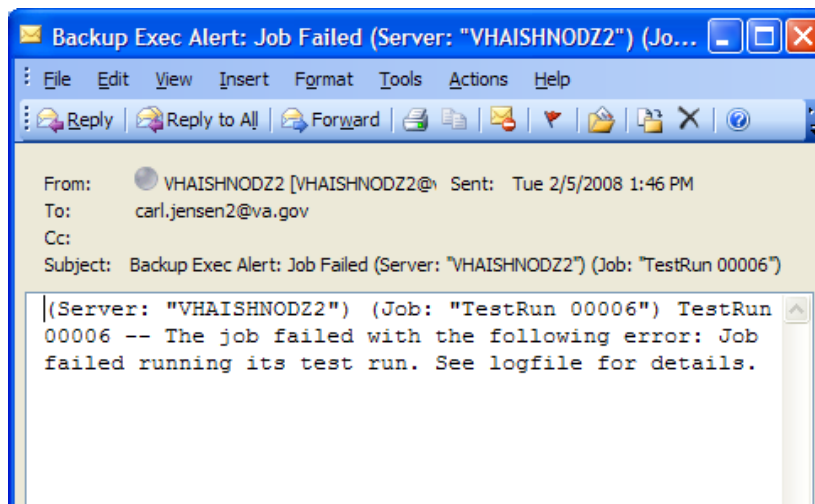 Backup Exec Alert: Job Failed (Server: "VHAISHNODZ2") (Jo...
File Edit View Insert Format Tools Actions Help
Reply Reply to All Forward
From: VHAISHNODZ2 [VHAISHNODZ2@v Sent: Tue 2/5/2008 1:46 PM
To: carl.jensen2@va.gov
Cc:
Subject: Backup Exec Alert: Job Failed (Server: "VHAISHNODZ2") (Job: "TestRun 00006")
(Server: "VHAISHNODZ2") (Job: "TestRun 00006") TestRun
00006 -- The job failed with the following error: Job
failed running its test run. See logfile for details.